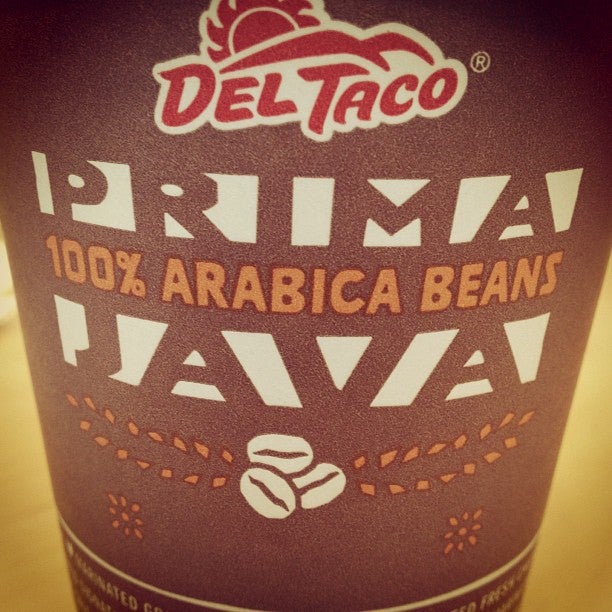 DEL TACO ®
PRIMA
100% ARABICA BEANS
JAVA